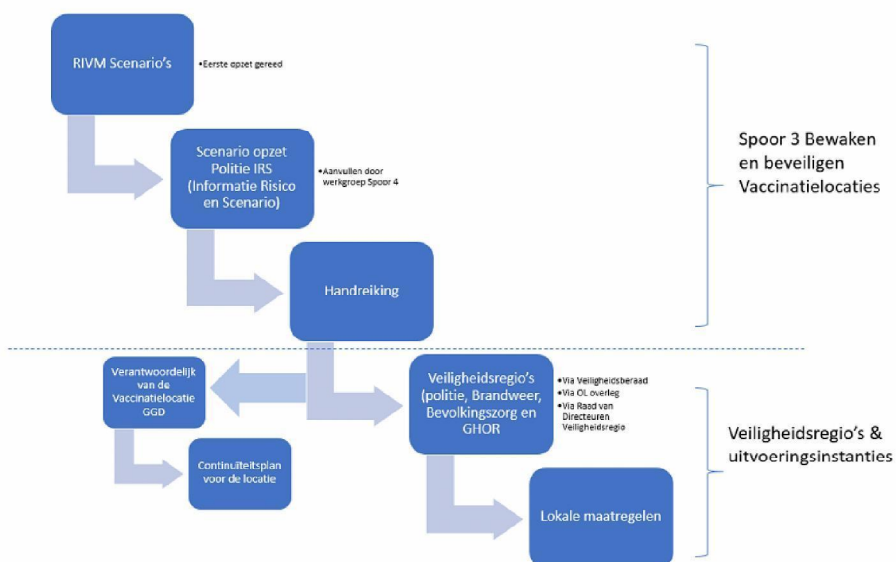 RIVM Scenario's
•Eerste opzet gereed
Scenario opzet
Politie IRS
(Informatie Risico
en Scenario)
•Aanvullen door
werkgroep Spoor 4
Handreiking
Spoor 3 Bewaken
en beveiligen
Vaccinatielocaties
Verantwoordelijk
van de
Vaccinatielocatie
GGD
Continuïteitsplan
voor de locatie
Veiligheidsregio's
(politie, Brandweer,
Bevolkingszorg en
GHOR
•Via Veiligheidsberaad
•Via OL overleg
•Via Raad van
Directeuren
Veiligheidsregio
Lokale maatregelen
Veiligheidsregio's &
uitvoeringsinstanties